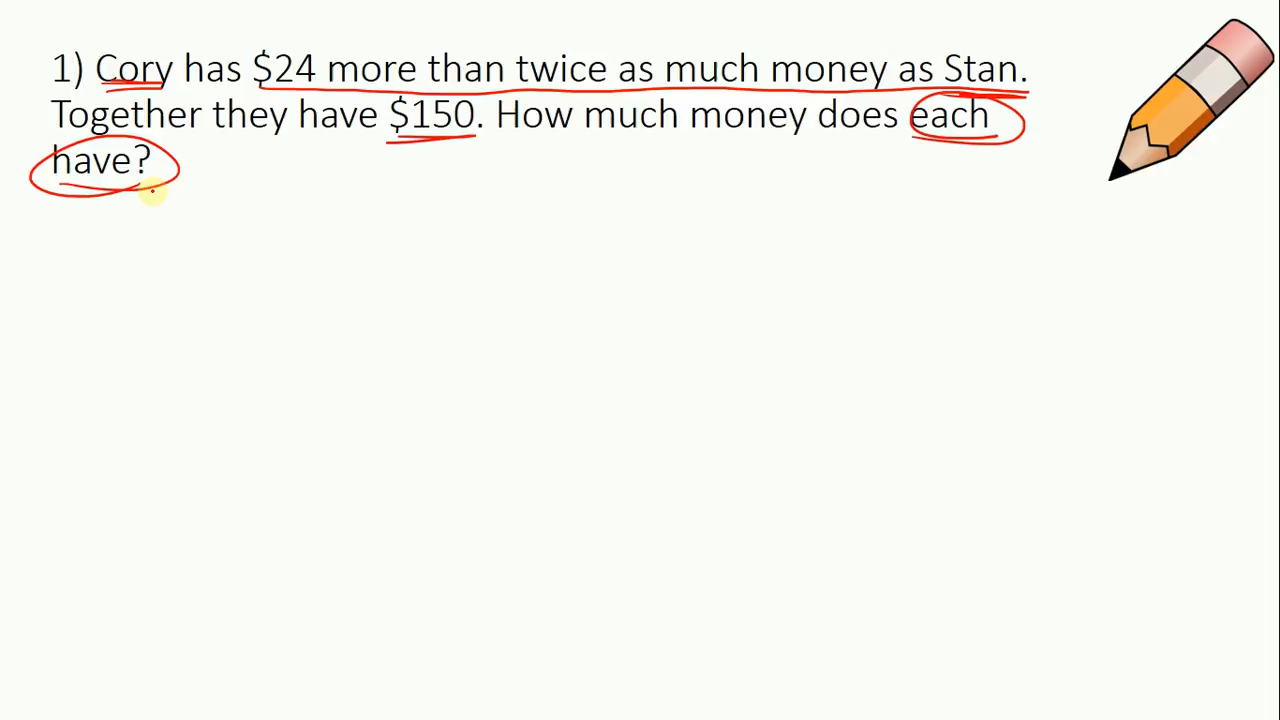 1) Cory has $24 more than twice as much money as Stan.
Together they have $150. How much money does each
have?